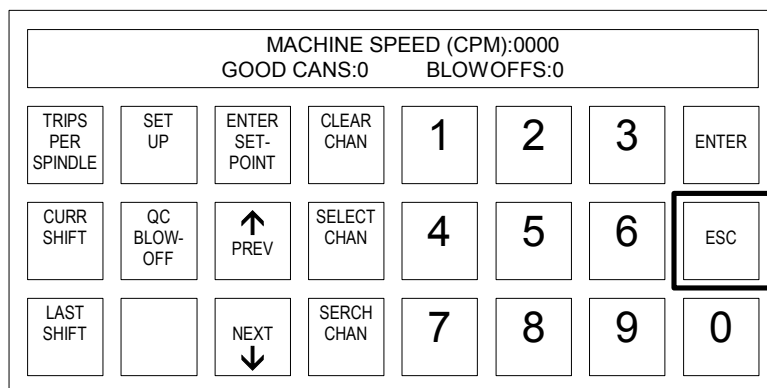 MACHINE SPEED (CPM):0000
GOOD CANS:0 BLOWOFFS:0
TRIPS
PER
SPINDLE
SET
UP
ENTER
SET-
POINT
CLEAR
CHAN
1
2
3
ENTER
CURR
SHIFT
QC
BLOW-
OFF
↑
PREV
SELECT
CHAN
4
5
6
ESC
LAST
SHIFT
NEXT
↓
SERCH
CHAN
7
8
9
0